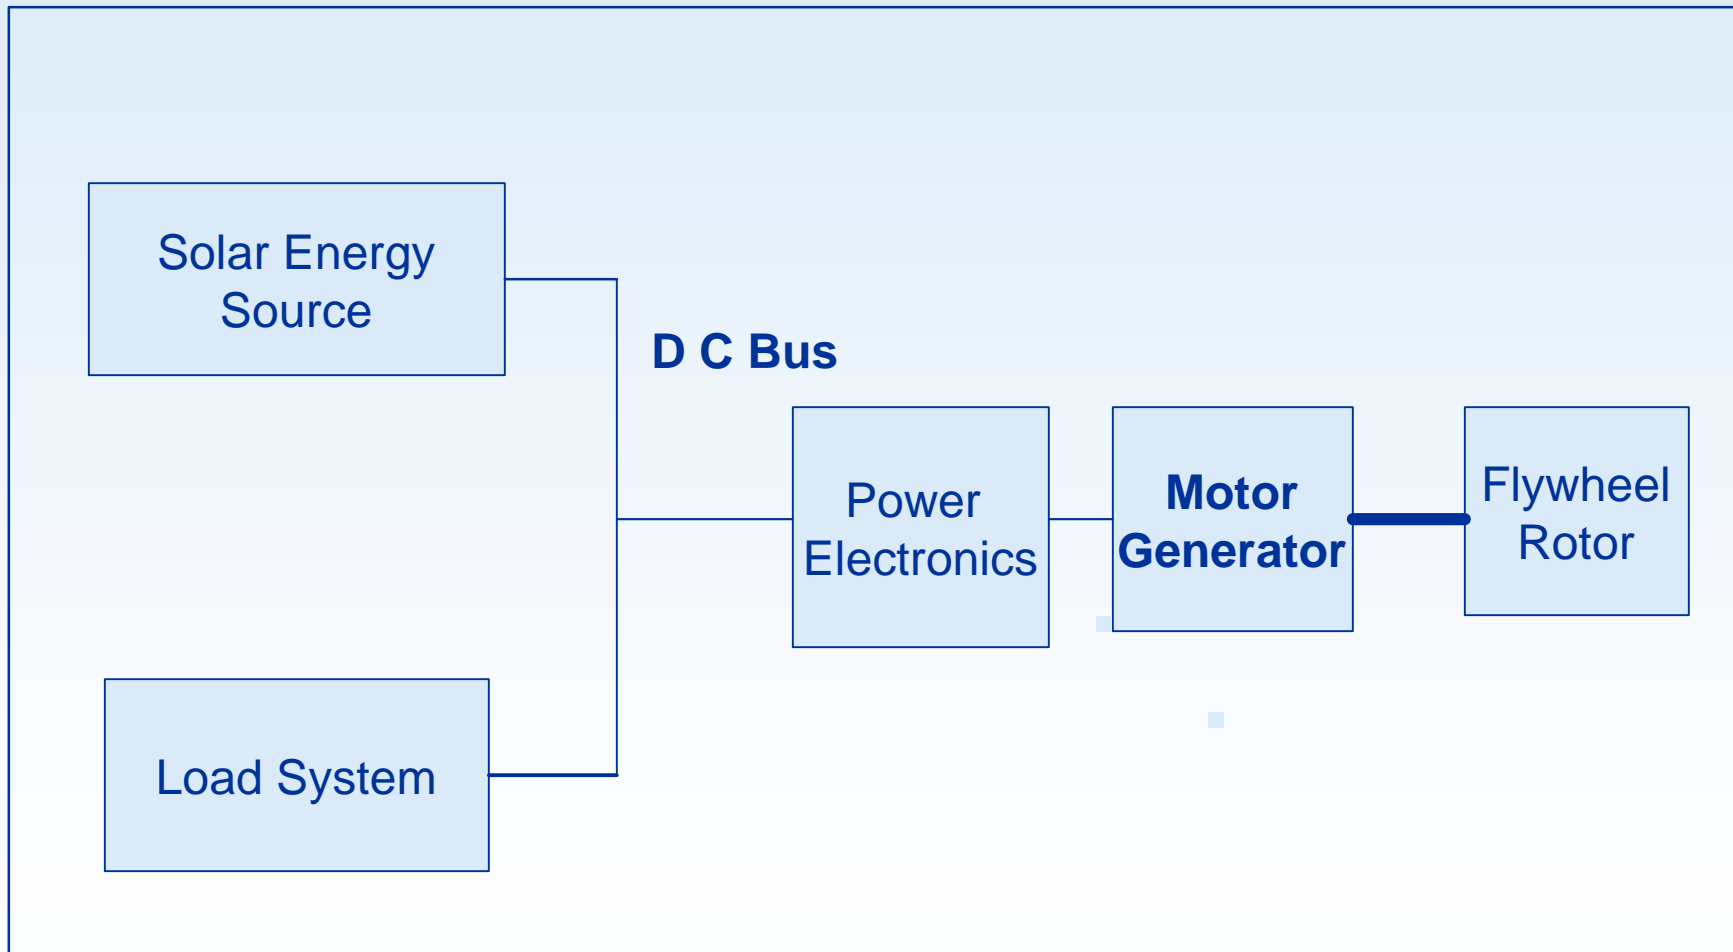 Solar Energy
Source
D C Bus
Power
Electronics
Motor
Generator
Flywheel
Rotor
Load System